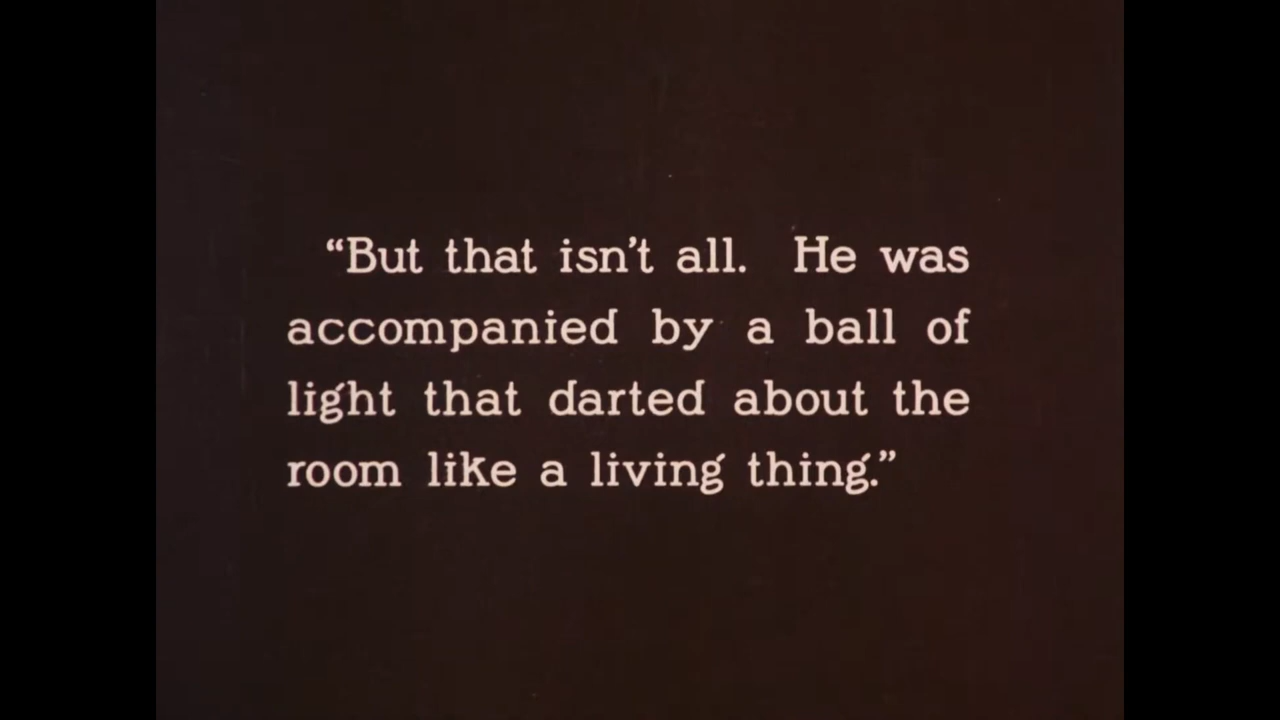 “But that isn’t all.  He was
accompanied by a ball of
light that darted about the
room like a living thing.”